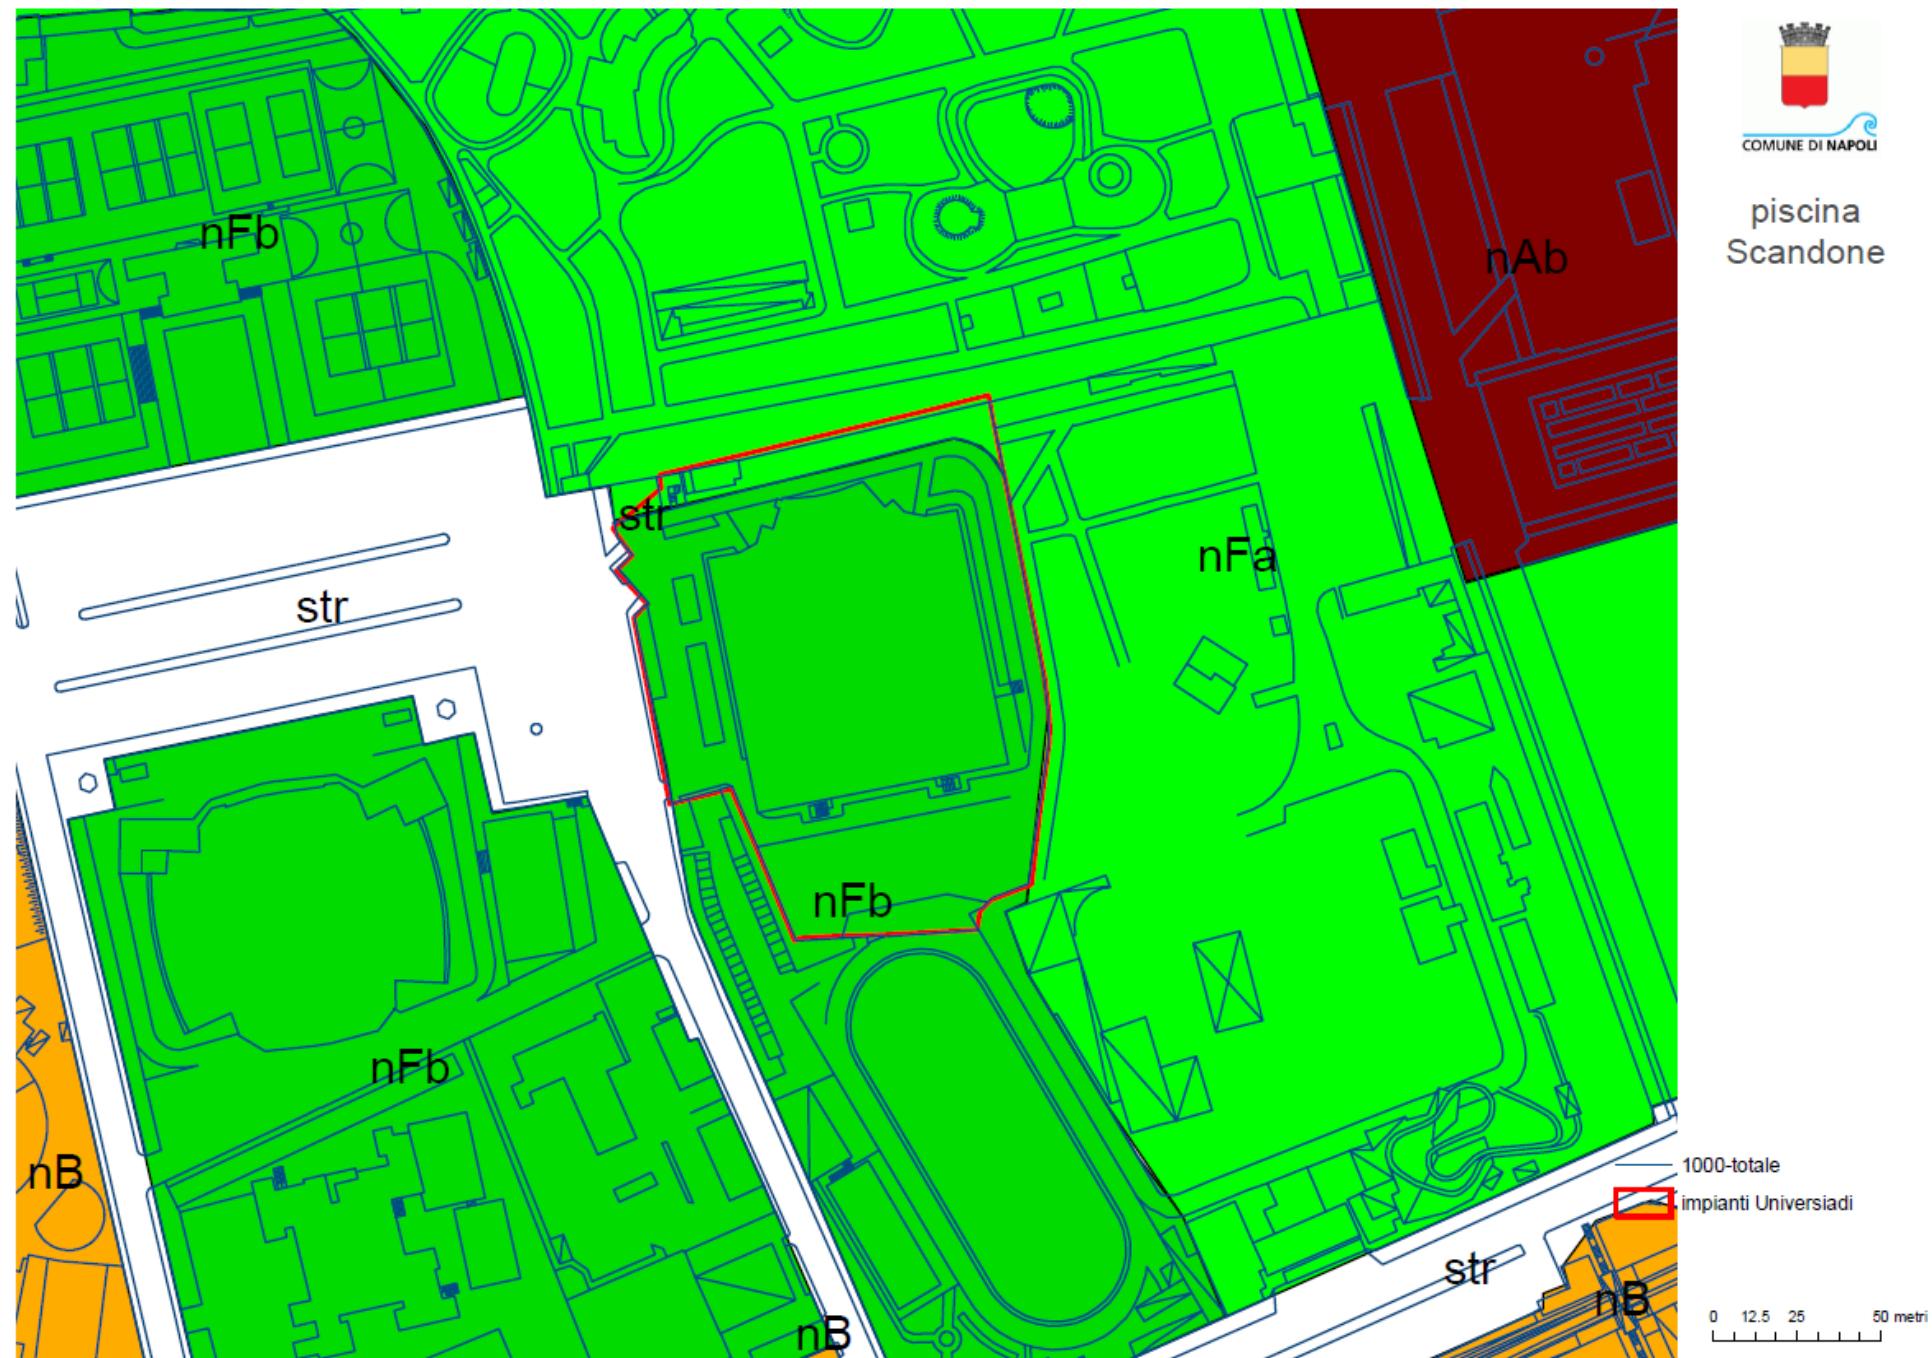 COMUNE DI NAPOLI
piscina
Scandone
nFb
nAb
str
nFa
str
nFb
nFb
nB
str
nB
nB
1000-totale
impianti Universiadi
0 12.5 25 50 metri